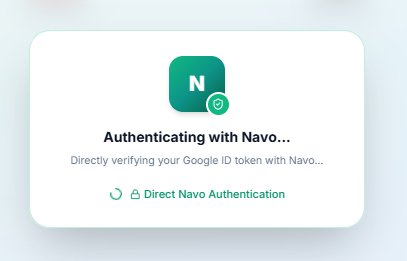 N
Authenticating with Navo...
Directly verifying your Google ID token with Navo...
Direct Navo Authentication